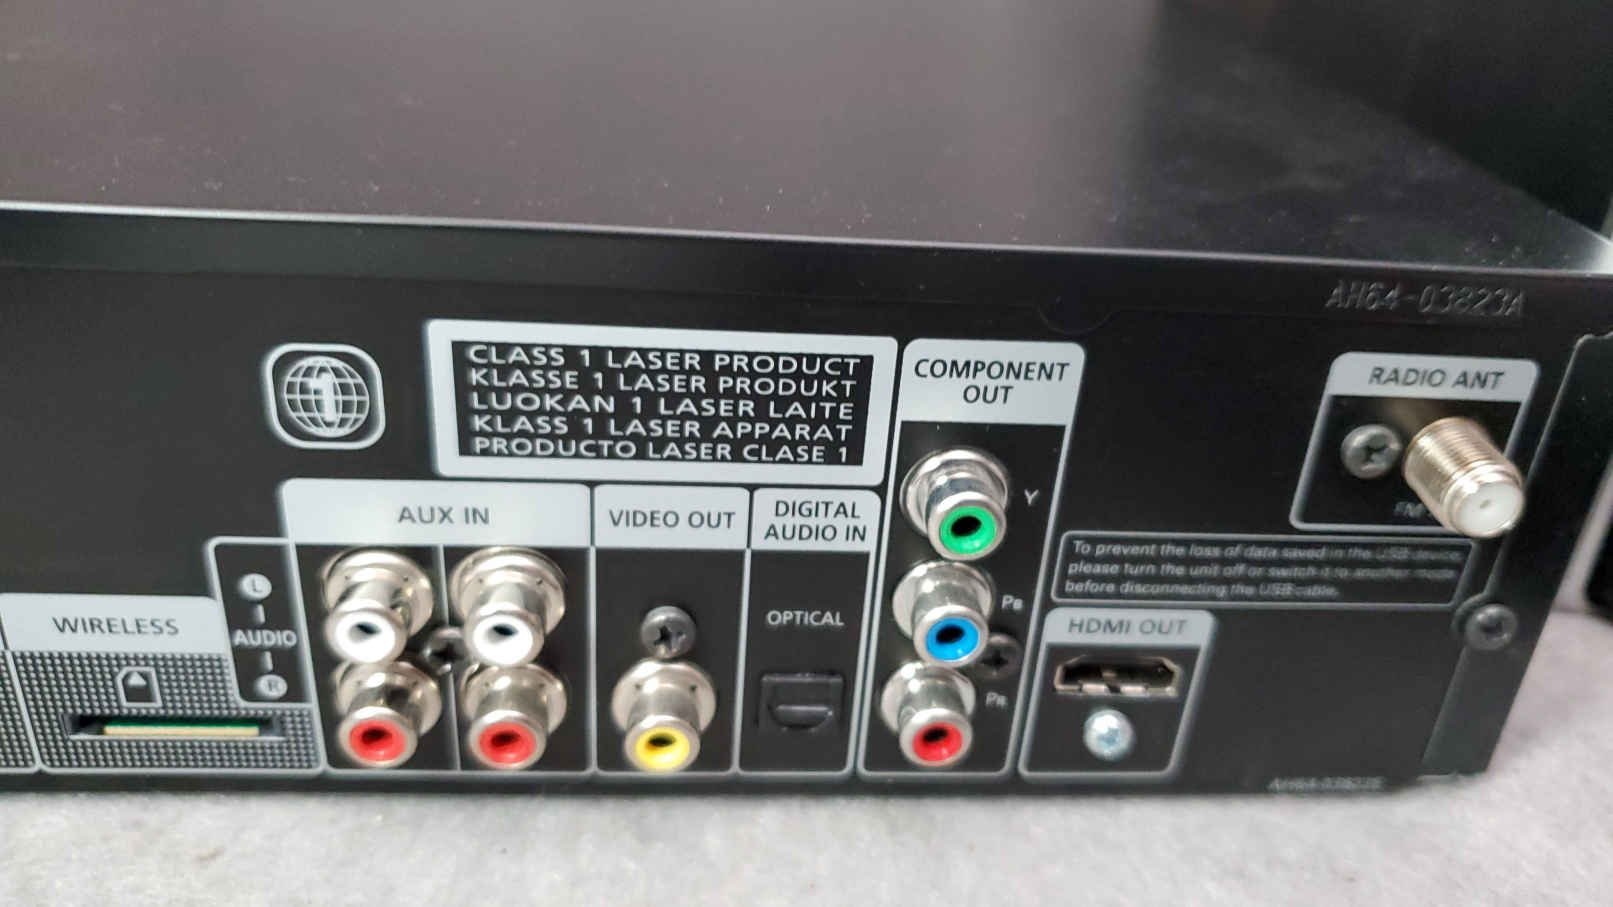 AH64-03823A
1
CLASS 1 LASER PRODUCT
KLASSE 1 LASER PRODUKT
LUOKAN 1 LASER LAITE
KLASS 1 LASER APPARAT
PRODUCTO LASER CLASE 1
COMPONENT
OUT
Y
PB
PR
RADIO ANT
FM
AUX IN
VIDEO OUT
DIGITAL
AUDIO IN
OPTICAL
WIRELESS
L
AUDIO
R
To prevent the loss of data saved in the USB device,
please turn the unit off or switch it to another mode
before disconnecting the USB cable.
HDMI OUT